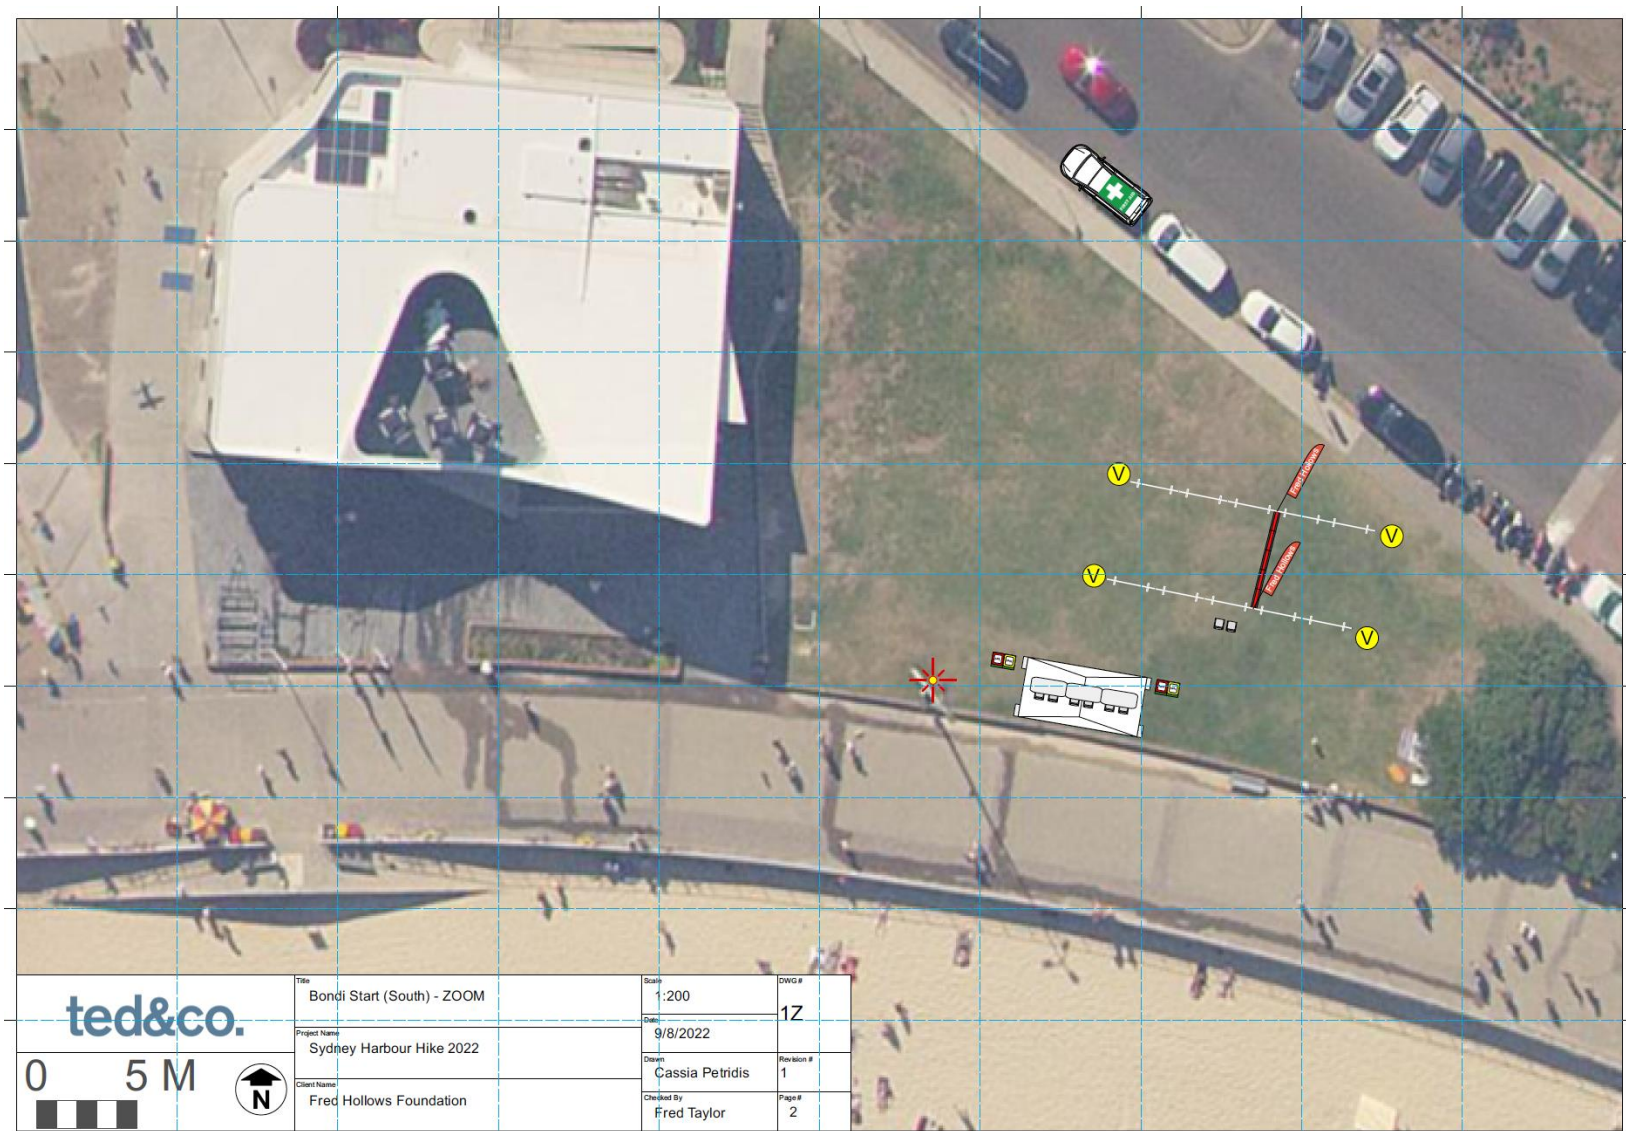 Fred Hollows
V
V
Fred Hollows
V
V
ted&co.
0 5 M
N
Title
Bondi Start (South) - ZOOM
Project Name
Sydney Harbour Hike 2022
Client Name
Fred Hollows Foundation
Scale
1:200
Date
9/8/2022
Drawn
Cassia Petridis
Checked By
Fred Taylor
DWG #
1Z
Revision #
1
Page #
2